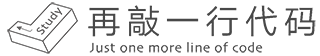 Study
再敲一行代码
Just one more line of code